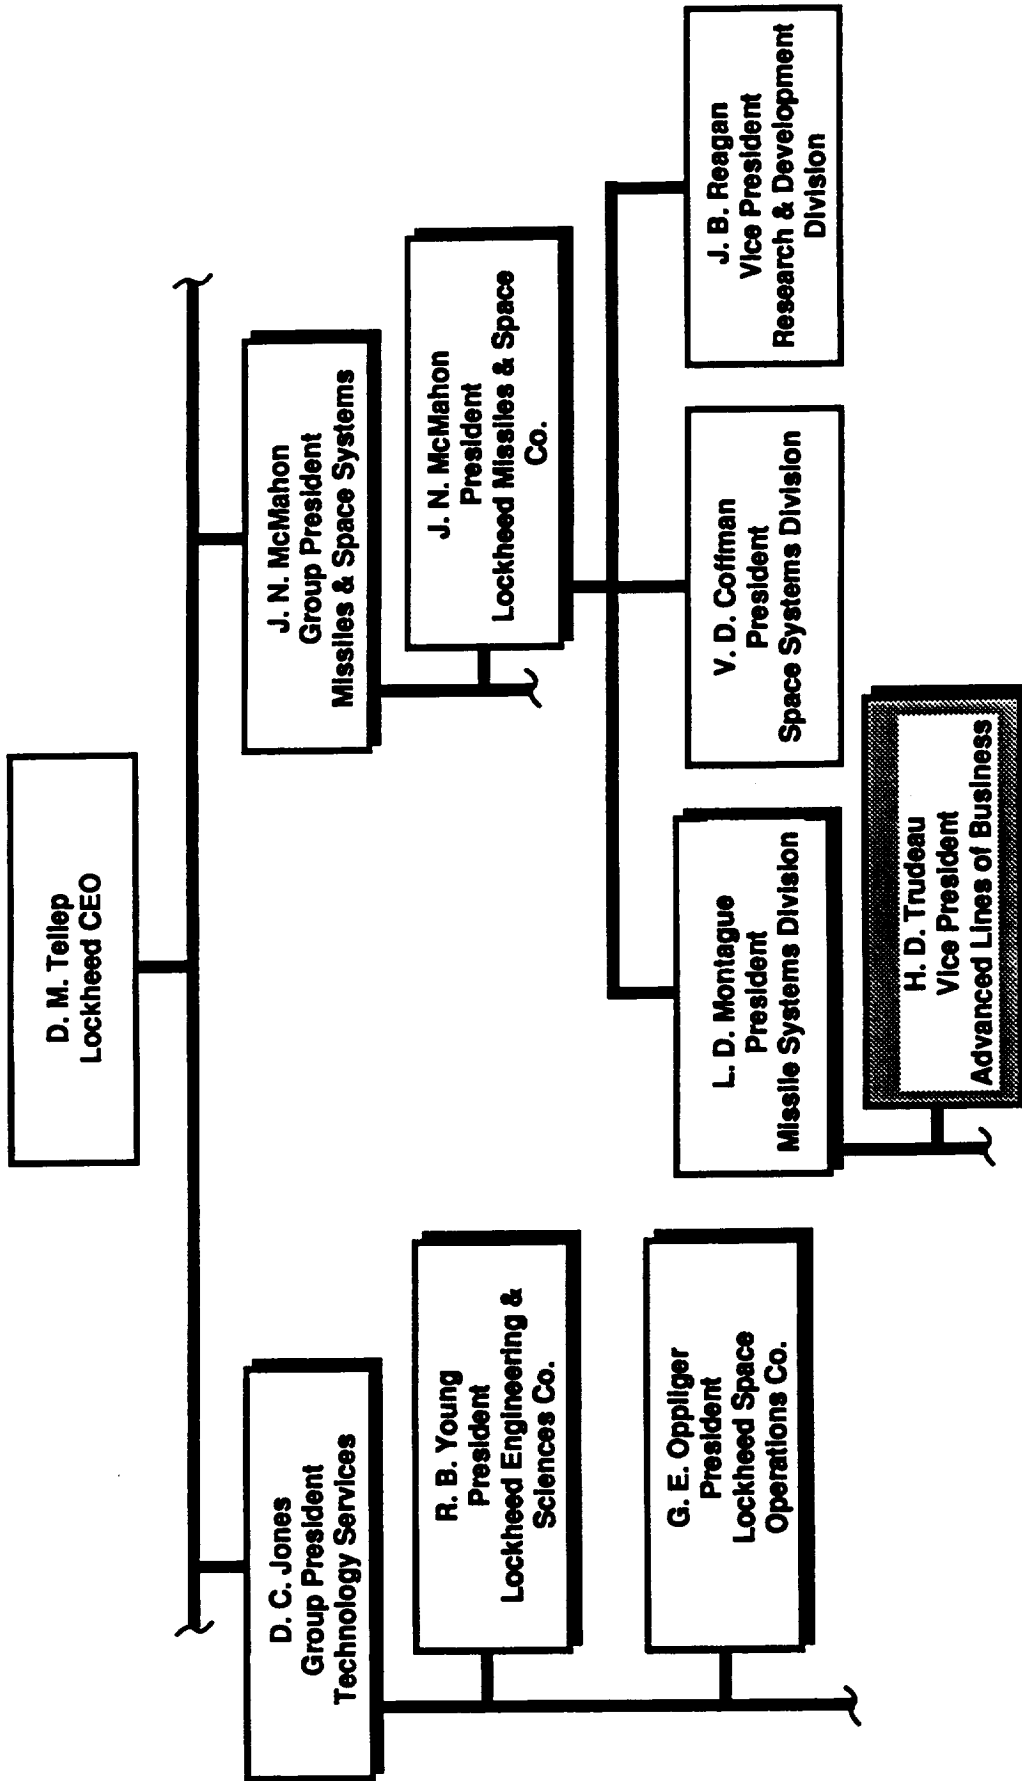 D. M. Tellep
Lockheed CEO
D. C. Jones
Group President
Technology Services
J. N. McMahon
Group President
Missiles & Space Systems
R. B. Young
President
Lockheed Engineering &
Sciences Co.
J. N. McMahon
President
Lockheed Missiles & Space
Co.
G. E. Oppliger
President
Lockheed Space
Operations Co.
L. D. Montague
President
Missile Systems Division
V. D. Coffman
President
Space Systems Division
J. B. Reagan
Vice President
Research & Development
Division
H. D. Trudeau
Vice President
Advanced Lines of Business